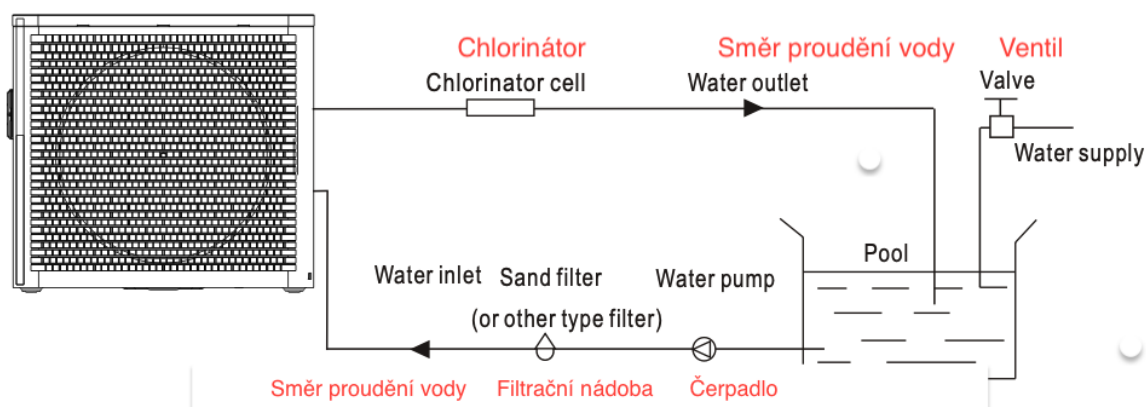 Chlorinátor
Směr proudění vody
Ventil
Chlorinator cell
Water outlet
Valve
Water supply
Pool
Water inlet
Sand filter
(or other type filter)
Water pump
Směr proudění vody
Filtrační nádoba
Čerpadlo